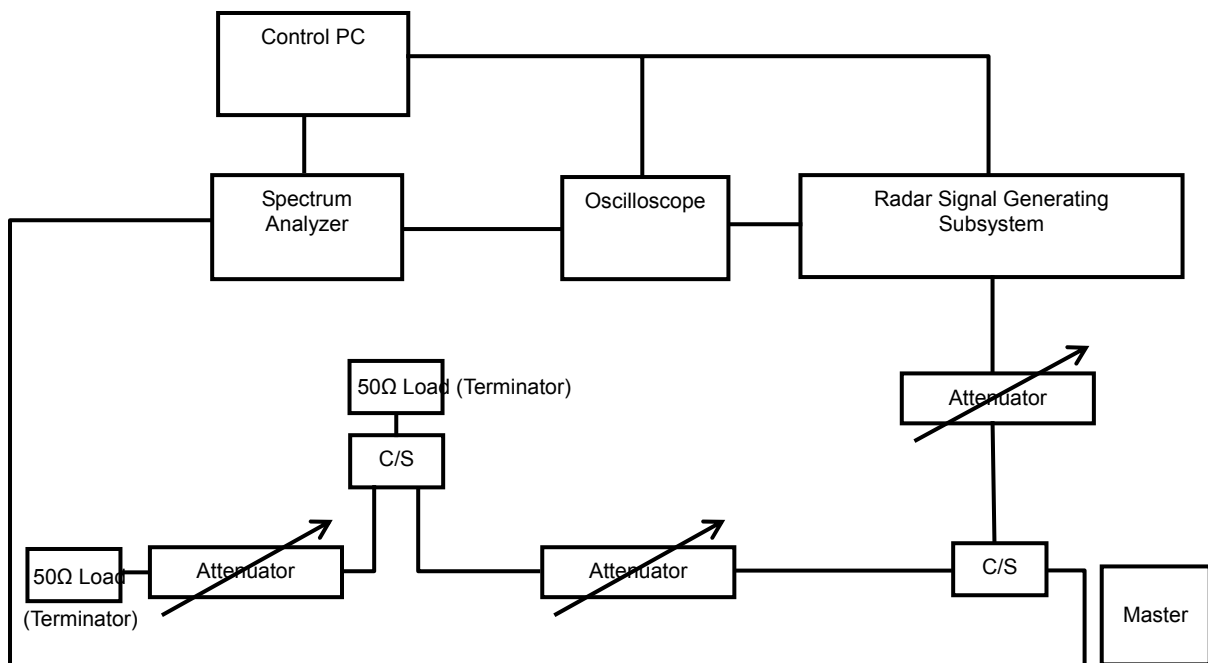 Control PC
Spectrum
Analyzer
Oscilloscope
Radar Signal Generating
Subsystem
50Ω Load (Terminator)
Attenuator
C/S
50Ω Load
(Terminator)
Attenuator
Attenuator
C/S
Master